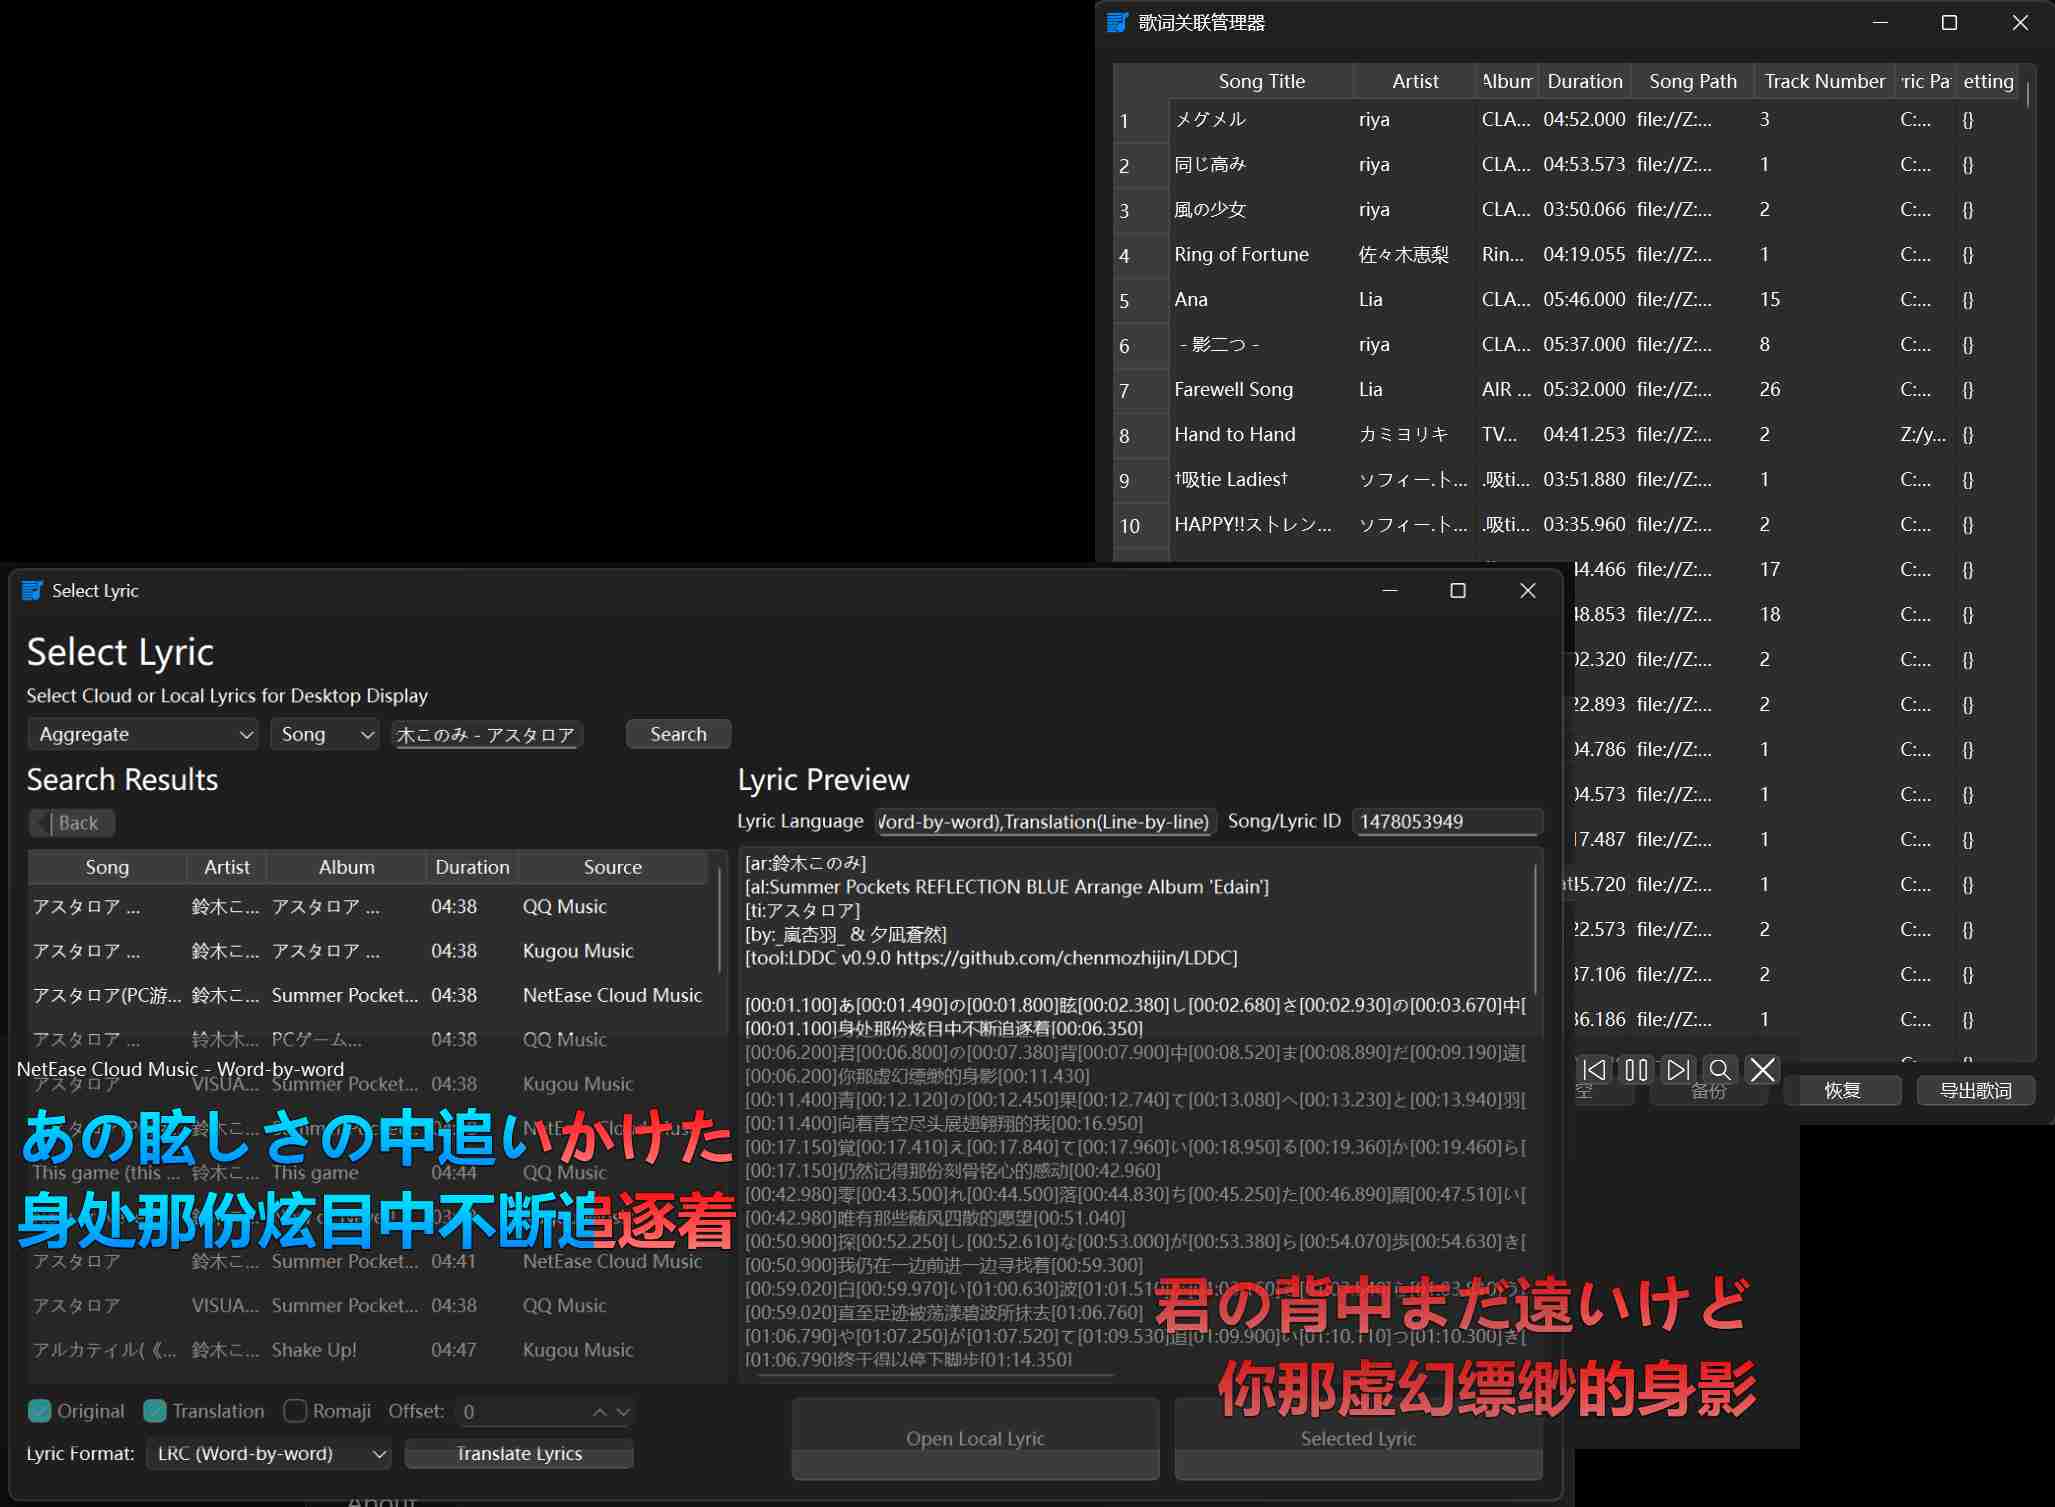 歌词关联管理器
Song Title Artist Album Duration Song Path Track Number ric Pa etting
1 メグメル riya CLA... 04:52.000 file://Z:... 3 C:... {}
2 同じ高み riya CLA... 04:53.573 file://Z:... 1 C:... {}
3 風の少女 riya CLA... 03:50.066 file://Z:... 2 C:... {}
4 Ring of Fortune 佐々木恵梨 Rin... 04:19.055 file://Z:... 1 C:... {}
5 Ana Lia CLA... 05:46.000 file://Z:... 15 C:... {}
6 - 影二つ - riya CLA... 05:37.000 file://Z:... 8 C:... {}
7 Farewell Song Lia AIR ... 05:32.000 file://Z:... 26 C:... {}
8 Hand to Hand カミヨリキ TV... 04:41.253 file://Z:... 2 Z:/y... {}
9 †吸tie Ladies† ソフィー.ト... .吸ti... 03:51.880 file://Z:... 1 C:... {}
10 HAPPY!!ストレン... ソフィー.ト... .吸ti... 03:35.960 file://Z:... 2 C:... {}
44.466 file://Z:... 17 C:... {}
48.853 file://Z:... 18 C:... {}
02.320 file://Z:... 2 C:... {}
22.893 file://Z:... 2 C:... {}
04.786 file://Z:... 1 C:... {}
04.573 file://Z:... 1 C:... {}
17.487 file://Z:... 1 C:... {}
45.720 file://Z:... 1 C:... {}
22.573 file://Z:... 2 C:... {}
37.106 file://Z:... 2 C:... {}
36.186 file://Z:... 1 C:... {}
空 备份 恢复 导出歌词
Select Lyric
Select Lyric
Select Cloud or Local Lyrics for Desktop Display
Aggregate Song 木このみ - アスタロア Search
Search Results
Back
Song Artist Album Duration Source
アスタロア ... 鈴木こ... アスタロア ... 04:38 QQ Music
アスタロア ... 鈴木こ... アスタロア ... 04:38 Kugou Music
アスタロア(PC游... 鈴木こ... Summer Pocket... 04:38 NetEase Cloud Music
アスタロア ... 鈴木木... PCゲーム... 04:38 QQ Music
NetEase Cloud Music - Word-by-word
アスタロア VISUA... Summer Pocket... 04:38 Kugou Music
あの眩しさの中追いかけた
This game (this ... 鈴木こ... This game 04:44 QQ Music
身处那份炫目中不断追逐着
アスタロア 鈴木こ... Summer Pocket... 04:41 NetEase Cloud Music
アスタロア VISUA... Summer Pocket... 04:38 QQ Music
アルカテイル(《... 鈴木こ... Shake Up! 04:47 Kugou Music
Original Translation Romaji Offset: 0
Lyric Format: LRC (Word-by-word) Translate Lyrics
Lyric Preview
Lyric Language Word-by-word),Translation(Line-by-line) Song/Lyric ID 1478053949
[ar:鈴木このみ]
[al:Summer Pockets REFLECTION BLUE Arrange Album 'Edain']
[ti:アスタロア]
[by:_嵐杏羽_ & 夕凪蒼然]
[tool:LDDC v0.9.0 https://github.com/chenmozhijin/LDDC]
[00:01.100]あ[00:01.490]の[00:01.800]眩[00:02.380]し[00:02.680]さ[00:02.930]の[00:03.670]中[
[00:01.100]身处那份炫目中不断追逐着[00:06.350]
[00:06.200]君[00:06.800]の[00:07.380]背[00:07.900]中[00:08.520]ま[00:08.890]だ[00:09.190]遠[
[00:06.200]你那虚幻缥缈的身影[00:11.430]
[00:11.400]青[00:12.120]の[00:12.450]果[00:12.740]て[00:13.080]へ[00:13.230]と[00:13.940]羽[
[00:11.400]向着青空尽头展翅翱翔的我[00:16.950]
[00:17.150]覚[00:17.410]え[00:17.840]て[00:17.960]い[00:18.950]る[00:19.360]か[00:19.460]ら[
[00:17.150]仍然记得那份刻骨铭心的感动[00:42.960]
[00:42.980]零[00:43.500]れ[00:44.500]落[00:44.830]ち[00:45.250]た[00:46.890]願[00:47.510]い[
[00:42.980]唯有那些随风四散的愿望[00:51.040]
[00:50.900]探[00:52.250]し[00:52.610]な[00:53.000]が[00:53.380]ら[00:54.070]歩[00:54.630]き[
[00:50.900]我仍在一边前进一边寻找着[00:59.300]
[00:59.020]白[00:59.970]い[01:00.630]波[01:01.510]
[00:59.020]直至足迹被荡漾碧波所抹去[01:06.760]
[01:06.790]や[01:07.250]が[01:07.520]て[01:09.530]追[01:09.900]い[01:10.110]つ[01:10.300]き[
[01:06.790]终于得以停下脚步[01:14.350]
君の背中まだ遠いけど
你那虚幻缥缈的身影
Open Local Lyric Selected Lyric
About